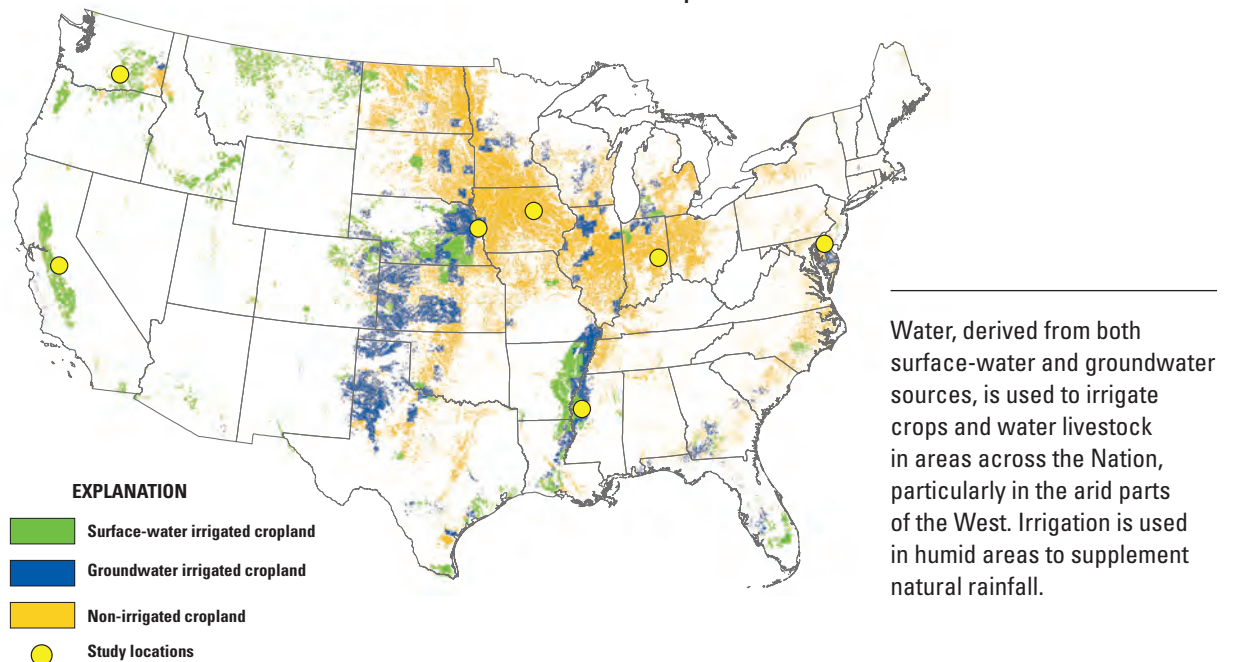 EXPLANATION
Surface-water irrigated cropland
Groundwater irrigated cropland
Non-irrigated cropland
Study locations
Water, derived from both
surface-water and groundwater
sources, is used to irrigate
crops and water livestock
in areas across the Nation,
particularly in the arid parts
of the West. Irrigation is used
in humid areas to supplement
natural rainfall.